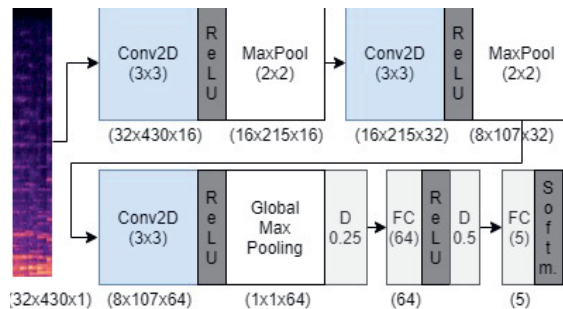 Conv2D
(3x3)
ReLU
MaxPool
(2x2)
Conv2D
(3x3)
ReLU
MaxPool
(2x2)
(32x430x16)
(16x215x16)
(16x215x32)
(8x107x32)
Conv2D
(3x3)
ReLU
Global
Max
Pooling
D
0.25
FC
(64)
ReLU
D
0.5
FC
(5)
Softm.
(32x430x1)
(8x107x64)
(1x1x64)
(64)
(5)